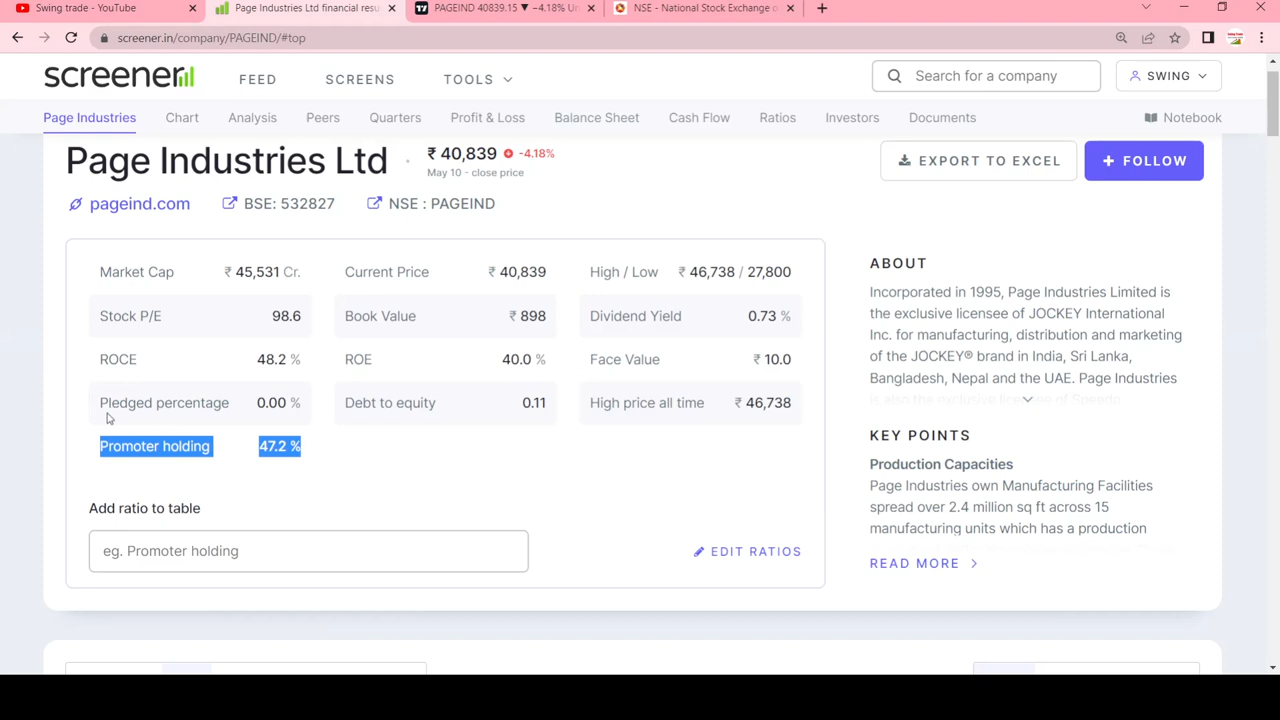 Swing trade - YouTube
Page Industries Ltd financial resu
PAGEIND 40839.15 ▼ −4.18% Un
NSE - National Stock Exchange o
screener.in/company/PAGEIND/#top
screener
FEED
SCREENS
TOOLS
Search for a company
SWING
Page Industries
Chart
Analysis
Peers
Quarters
Profit & Loss
Balance Sheet
Cash Flow
Ratios
Investors
Documents
Notebook
Page Industries Ltd
₹ 40,839 -4.18%
May 10 - close price
EXPORT TO EXCEL
+ FOLLOW
pageind.com
BSE: 532827
NSE : PAGEIND
Market Cap ₹ 45,531 Cr.
Current Price ₹ 40,839
High / Low ₹ 46,738 / 27,800
Stock P/E 98.6
Book Value ₹ 898
Dividend Yield 0.73 %
ROCE 48.2 %
ROE 40.0 %
Face Value ₹ 10.0
Pledged percentage 0.00 %
Debt to equity 0.11
High price all time ₹ 46,738
Promoter holding 47.2 %
Add ratio to table
eg. Promoter holding
EDIT RATIOS
ABOUT
Incorporated in 1995, Page Industries Limited is
the exclusive licensee of JOCKEY International
Inc. for manufacturing, distribution and marketing
of the JOCKEY® brand in India, Sri Lanka,
Bangladesh, Nepal and the UAE. Page Industries
is also the exclusive licensee of Speedo
KEY POINTS
Production Capacities
Page Industries own Manufacturing Facilities
spread over 2.4 million sq ft across 15
manufacturing units which has a production
READ MORE